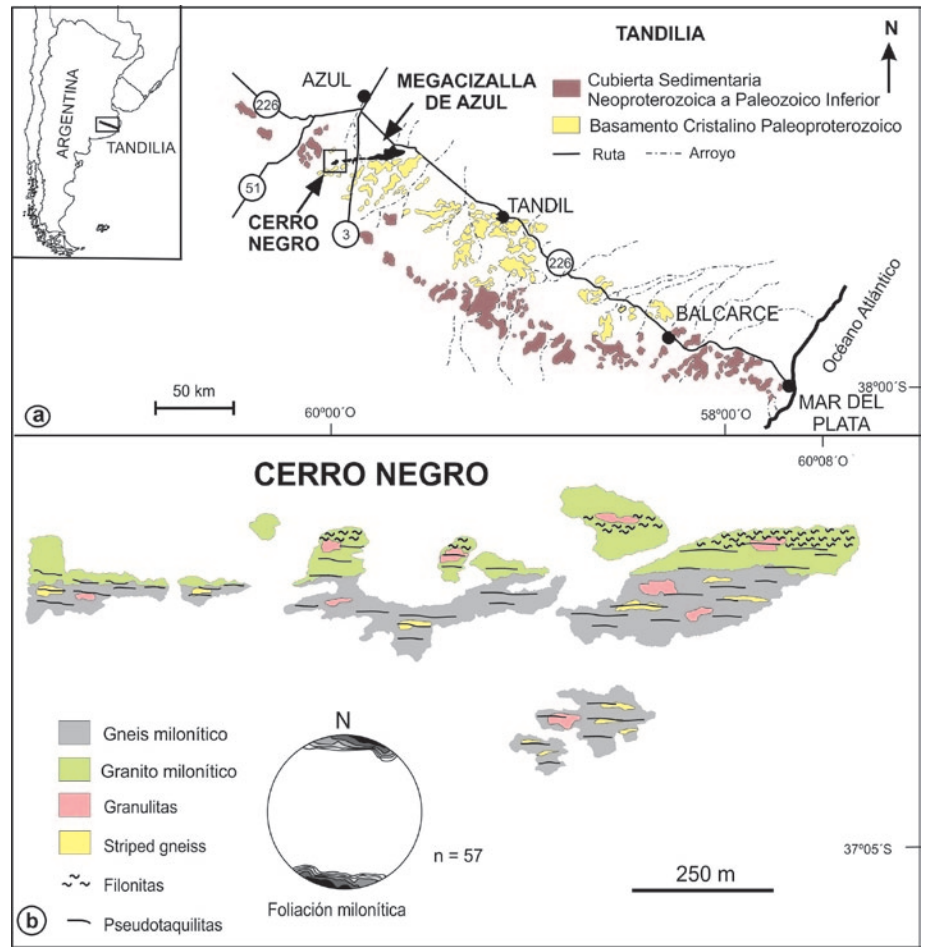 TANDILIA
N
ARGENTINA
TANDILIA
AZUL
MEGACIZALLA
DE AZUL
226
51
3
CERRO
NEGRO
Cubierta Sedimentaria
Neoproterozoica a Paleozoico Inferior
Basamento Cristalino Paleoproterozoico
Ruta
Arroyo
TANDIL
226
BALCARCE
Océano Atlántico
MAR DEL
PLATA
38º00´S
50 km
60º00´O
58º00´O
a
CERRO NEGRO
60º08´O
Gneis milonítico
Granito milonítico
Granulitas
Striped gneiss
Filonitas
Pseudotaquilitas
N
n = 57
Foliación milonítica
37º05´S
250 m
b